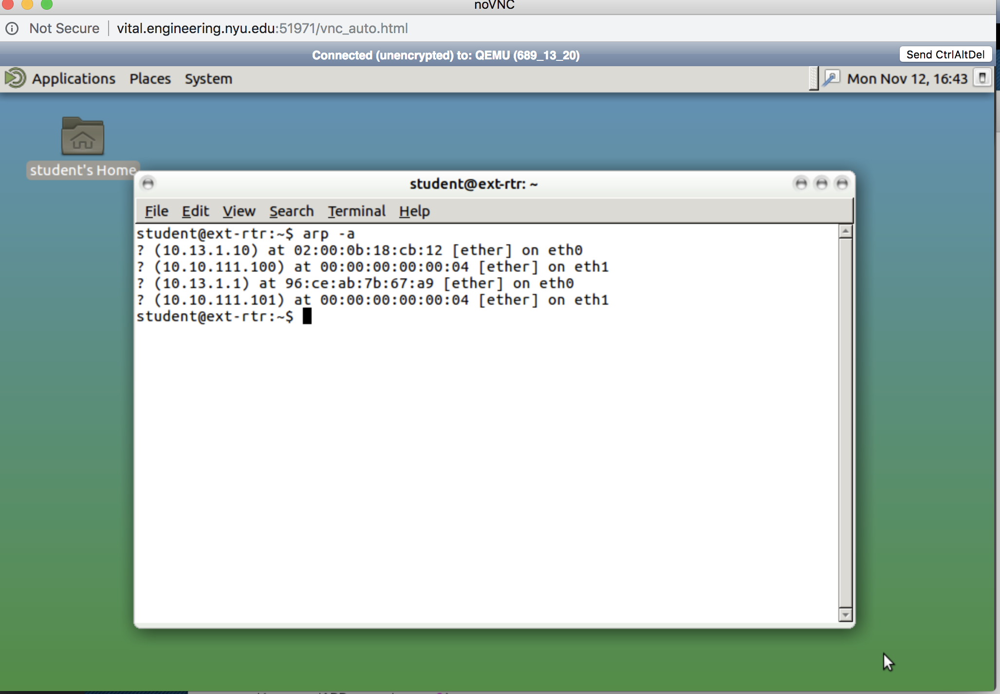 noVNC
Not Secure
vital.engineering.nyu.edu:51971/vnc_auto.html
Connected (unencrypted) to: QEMU (689_13_20)
Send CtrlAltDel
Applications Places System
Mon Nov 12, 16:43
student's Home
student@ext-rtr: ~
File Edit View Search Terminal Help
student@ext-rtr:~$ arp -a
? (10.13.1.10) at 02:00:0b:18:cb:12 [ether] on eth0
? (10.10.111.100) at 00:00:00:00:00:04 [ether] on eth1
? (10.13.1.1) at 96:ce:ab:7b:67:a9 [ether] on eth0
? (10.10.111.101) at 00:00:00:00:00:04 [ether] on eth1
student@ext-rtr:~$